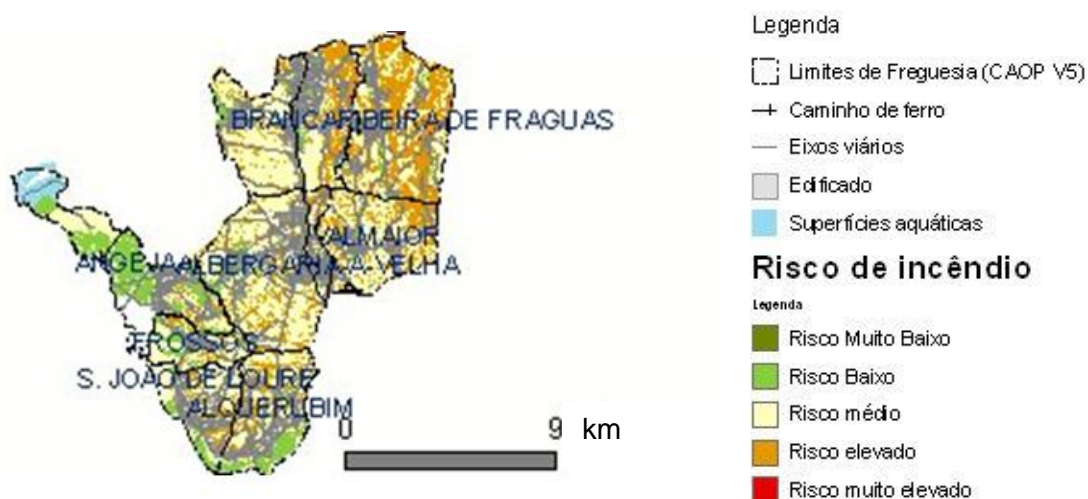 BRANCA RIBEIRA DE FRAGUAS
VALMAIOR
ANGEJA ALBERGARIA-A-VELHA
FROSSOS
S. JOÃO DE LOURE
ALQUERUBIM
0 9 km
Legenda
Limites de Freguesia (CAOP V5)
Caminho de ferro
Eixos viários
Edificado
Superfícies aquáticas
Risco de incêndio
Legenda
Risco Muito Baixo
Risco Baixo
Risco médio
Risco elevado
Risco muito elevado